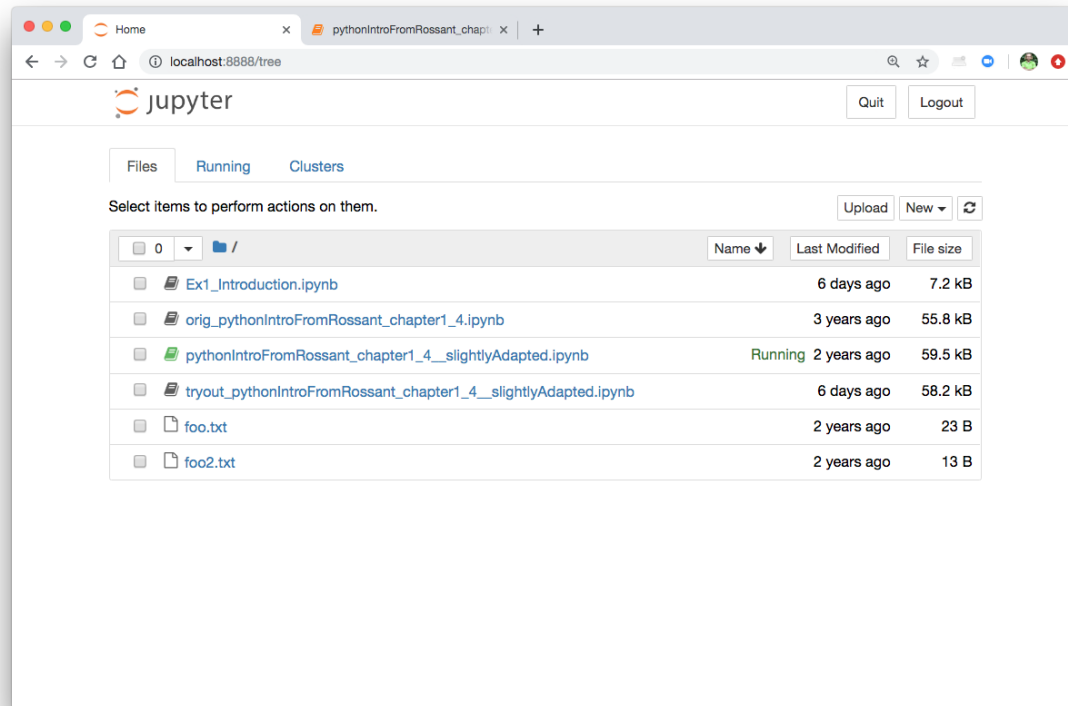 Home
pythonIntroFromRossant_chapt
localhost:8888/tree
jupyter
Quit Logout
Files Running Clusters
Select items to perform actions on them.
Upload New
0 / Name Last Modified File size
Ex1_Introduction.ipynb 6 days ago 7.2 kB
orig_pythonIntroFromRossant_chapter1_4.ipynb 3 years ago 55.8 kB
pythonIntroFromRossant_chapter1_4__slightlyAdapted.ipynb Running 2 years ago 59.5 kB
tryout_pythonIntroFromRossant_chapter1_4__slightlyAdapted.ipynb 6 days ago 58.2 kB
foo.txt 2 years ago 23 B
foo2.txt 2 years ago 13 B